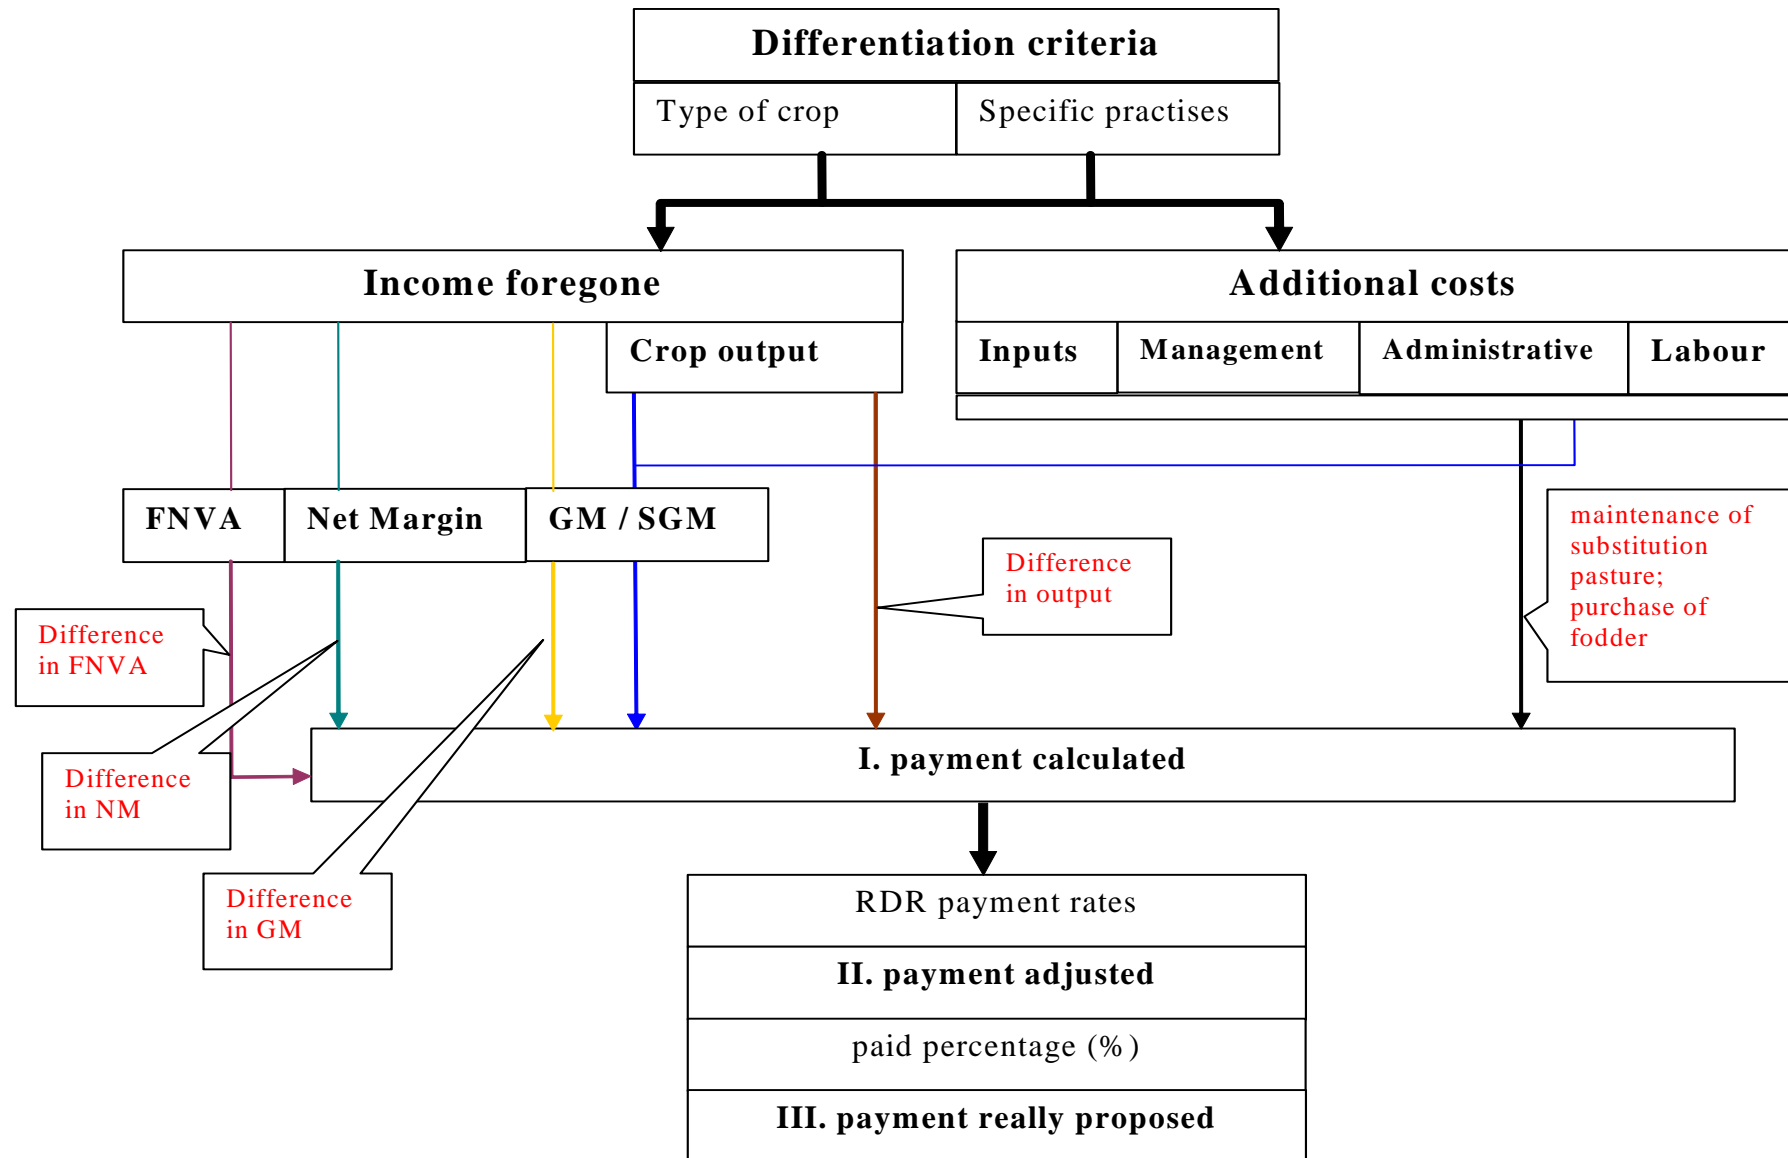 Differentiation criteria
Type of crop
Specific practises
Income foregone
Additional costs
Crop output
Inputs
Management
Administrative
Labour
FNVA
Net Margin
GM / SGM
maintenance of
substitution
pasture;
purchase of
fodder
Difference
in output
Difference
in FNVA
Difference
in NM
Difference
in GM
I. payment calculated
RDR payment rates
II. payment adjusted
paid percentage (%)
III. payment really proposed